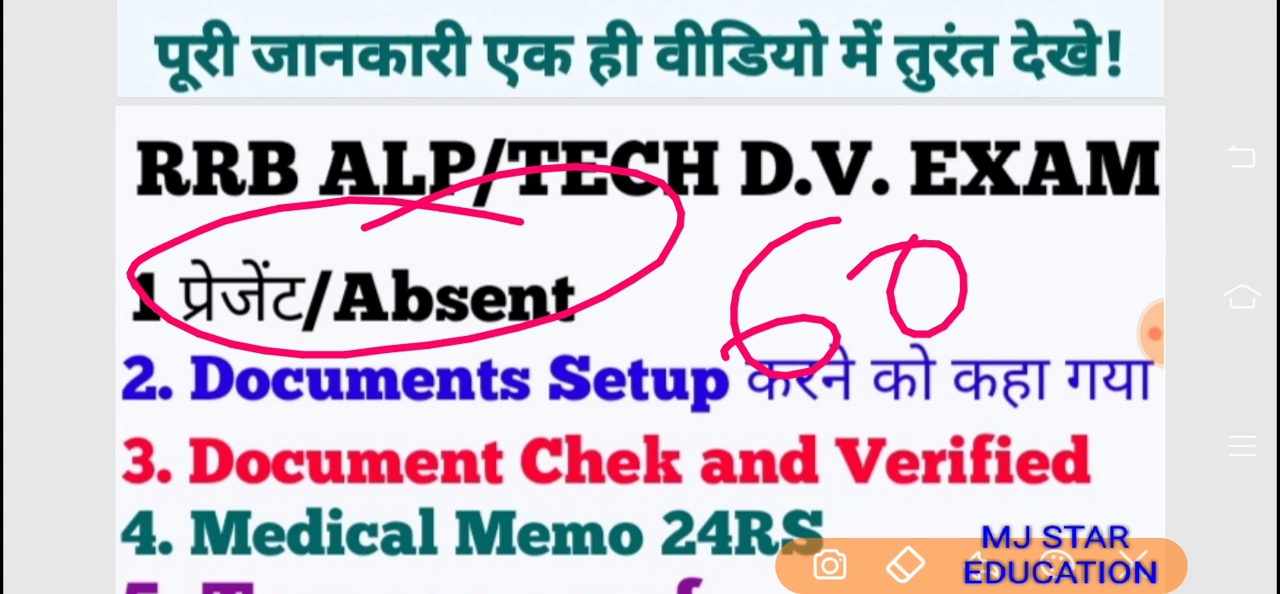 पूरी जानकारी एक ही वीडियो में तुरंत देखे!
RRB ALP/TECH D.V. EXAM
1 प्रेजेंट/Absent
60
2. Documents Setup करने को कहा गया
3. Document Chek and Verified
4. Medical Memo 24RS
MJ STAR
EDUCATION